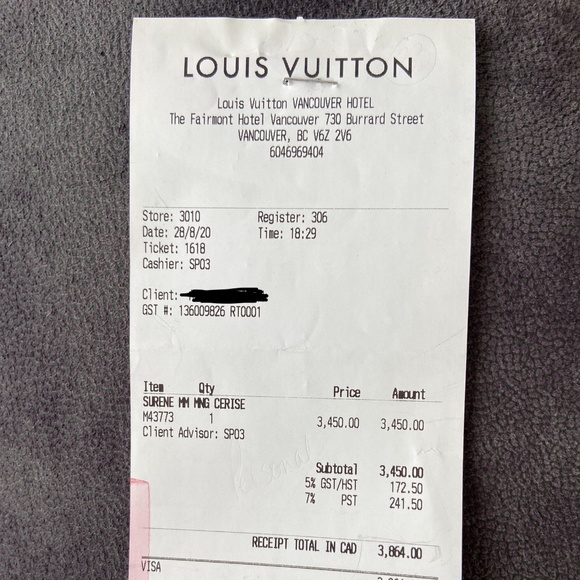 LOUIS VUITTON
Louis Vuitton VANCOUVER HOTEL
The Fairmont Hotel Vancouver 730 Burrard Street
VANCOUVER, BC V6Z 2V6
6046969404
Store: 3010 Register: 306
Date: 28/8/20 Time: 18:29
Ticket: 1618
Cashier: SP03
Client:
GST #: 136009826 RT0001
Item Qty Price Amount
SURENE MM MNG CERISE
M43773 1 3,450.00 3,450.00
Client Advisor: SP03
Subtotal 3,450.00
5% GST/HST 172.50
7% PST 241.50
RECEIPT TOTAL IN CAD 3,864.00
VISA